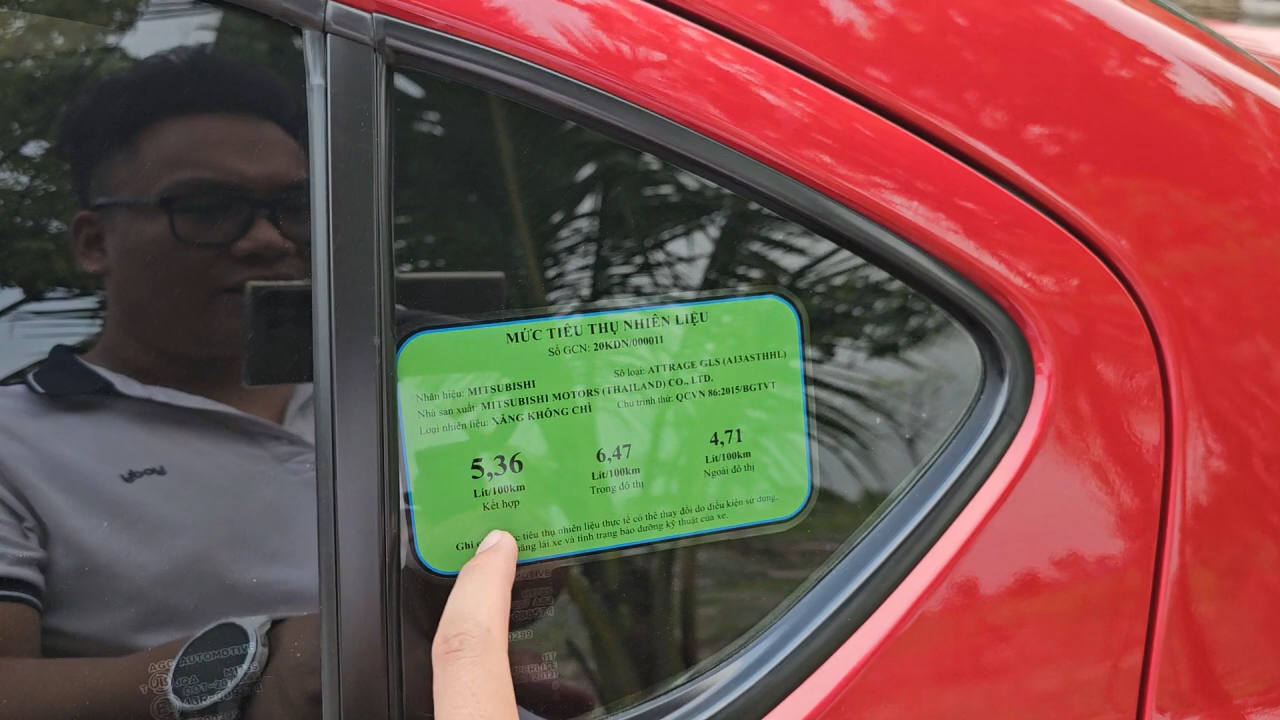 MỨC TIÊU THỤ NHIÊN LIỆU
Số GCN: 20KDN/000011
Nhãn hiệu: MITSUBISHI Số loại: ATTRAGE GLS (A13ASTHHL)
Nhà sản xuất: MITSUBISHI MOTORS (THAILAND) CO., LTD.
Loại nhiên liệu: XĂNG KHÔNG CHÌ Chu trình thử: QCVN 86:2015/BGTVT
5,36 6,47 4,71
Lít/100km Lít/100km Lít/100km
Kết hợp Trong đô thị Ngoài đô thị
Ghi tiêu thụ nhiên liệu thực tế có thể thay đổi do điều kiện sử dụng,
lái xe và tình trạng bảo dưỡng kỹ thuật của xe.
AGC AUTOMOTIVE